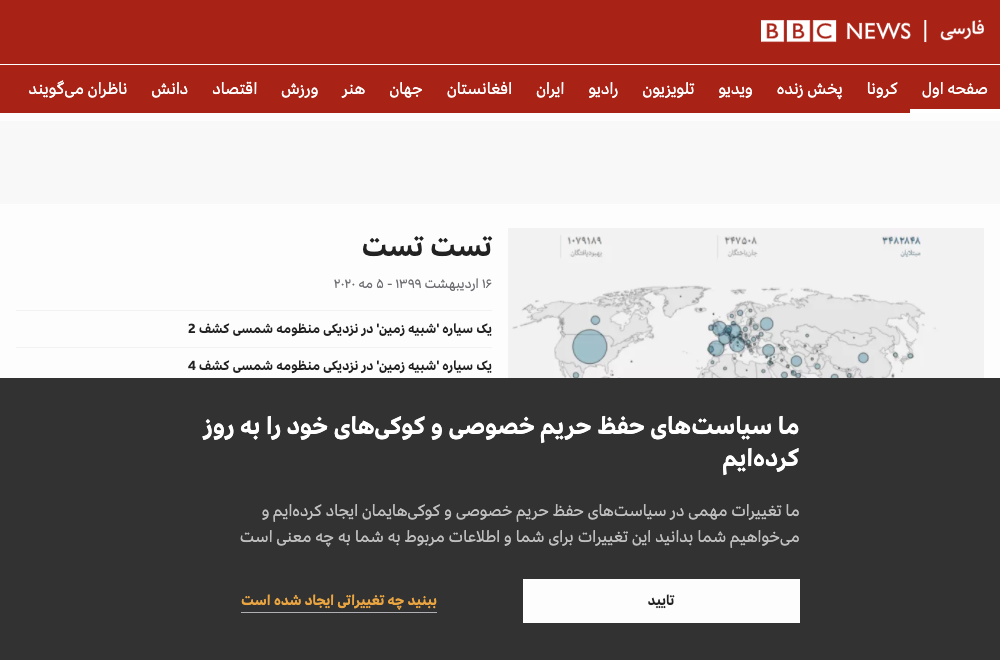 BBC NEWS | فارسی
صفحه اول کرونا پخش زنده ویدیو تلویزیون رادیو ایران افغانستان جهان هنر ورزش اقتصاد دانش ناظران می‌گویند
۳۴۸۲۸۴۸ ۲۴۷۵۰۸ ۱۰۷۹۱۸۹
مبتلایان جان‌باختگان بهبودیافتگان
تست تست
۱۶ اردیبهشت ۱۳۹۹ - ۵ مه ۲۰۲۰
یک سیاره 'شبیه زمین' در نزدیکی منظومه شمسی کشف 2
یک سیاره 'شبیه زمین' در نزدیکی منظومه شمسی کشف 4
ما سیاست‌های حفظ حریم خصوصی و کوکی‌های خود را به روز
کرده‌ایم
ما تغییرات مهمی در سیاست‌های حفظ حریم خصوصی و کوکی‌هایمان ایجاد کرده‌ایم و
می‌خواهیم شما بدانید این تغییرات برای شما و اطلاعات مربوط به شما به چه معنی است
تایید
ببنید چه تغییراتی ایجاد شده است